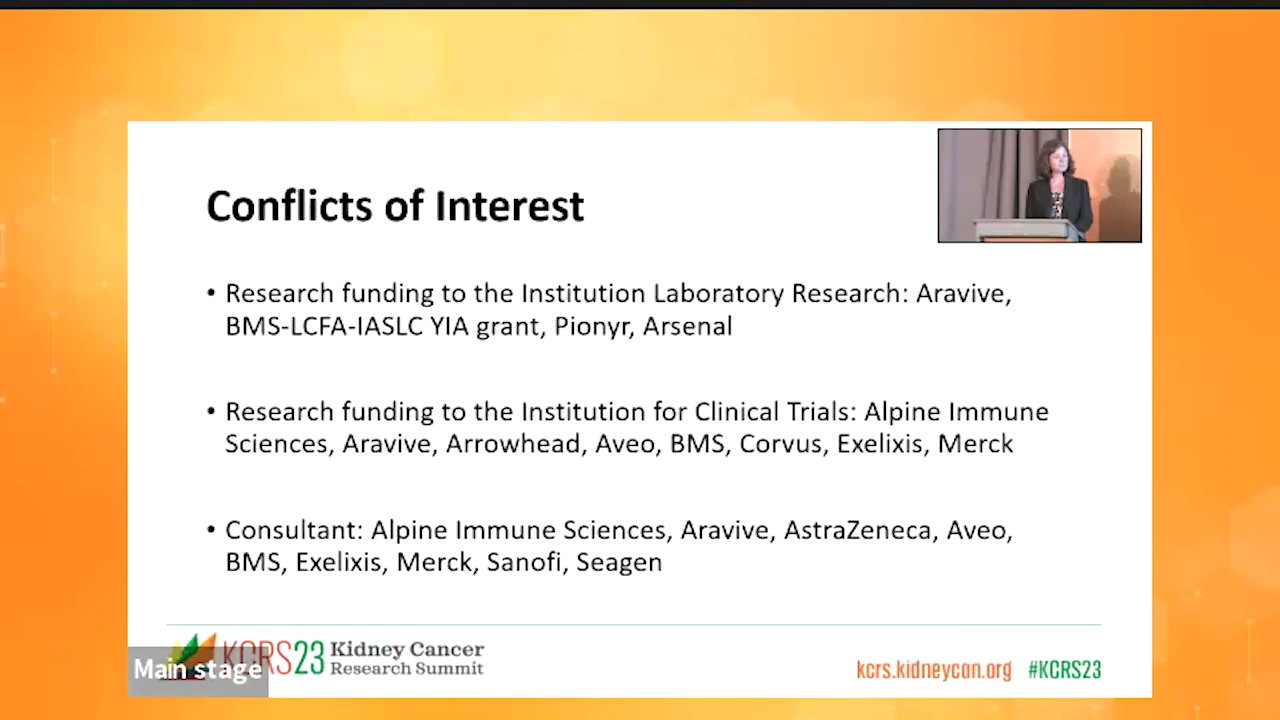 Conflicts of Interest
• Research funding to the Institution Laboratory Research: Aravive,
BMS-LCFA-IASLC YIA grant, Pionyr, Arsenal
• Research funding to the Institution for Clinical Trials: Alpine Immune
Sciences, Aravive, Arrowhead, Aveo, BMS, Corvus, Exelixis, Merck
• Consultant: Alpine Immune Sciences, Aravive, AstraZeneca, Aveo,
BMS, Exelixis, Merck, Sanofi, Seagen
KCRS23 Kidney Cancer
Research Summit
Main stage
kcrs.kidneycan.org #KCRS23